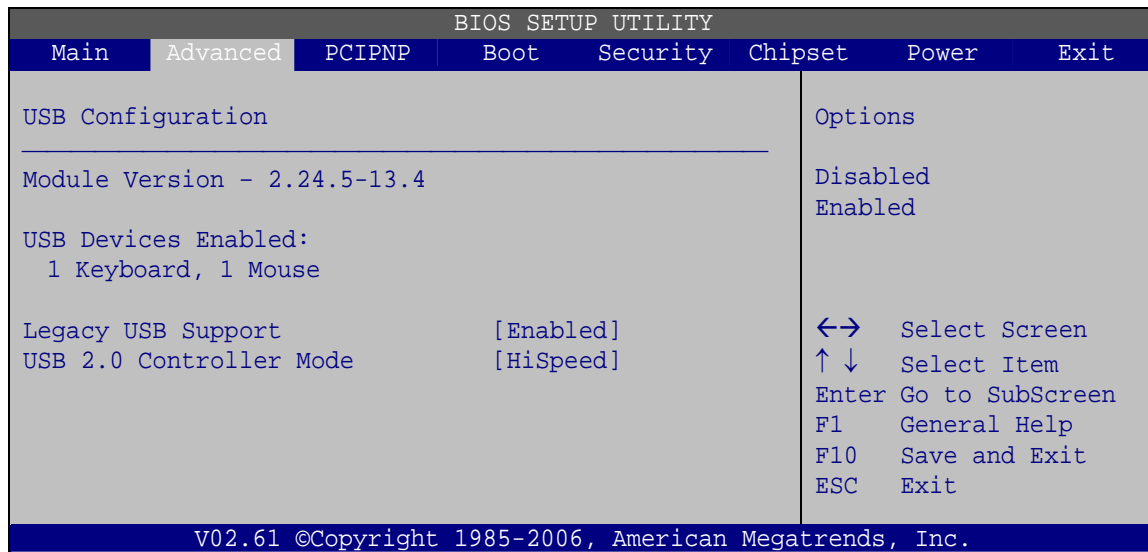 BIOS SETUP UTILITY
Main Advanced PCIPNP Boot Security Chipset Power Exit
USB Configuration
Module Version – 2.24.5-13.4
USB Devices Enabled:
1 Keyboard, 1 Mouse
Legacy USB Support [Enabled]
USB 2.0 Controller Mode [HiSpeed]
Options
Disabled
Enabled
←→ Select Screen
↑ ↓ Select Item
Enter Go to SubScreen
F1 General Help
F10 Save and Exit
ESC Exit
V02.61 ©Copyright 1985-2006, American Megatrends, Inc.